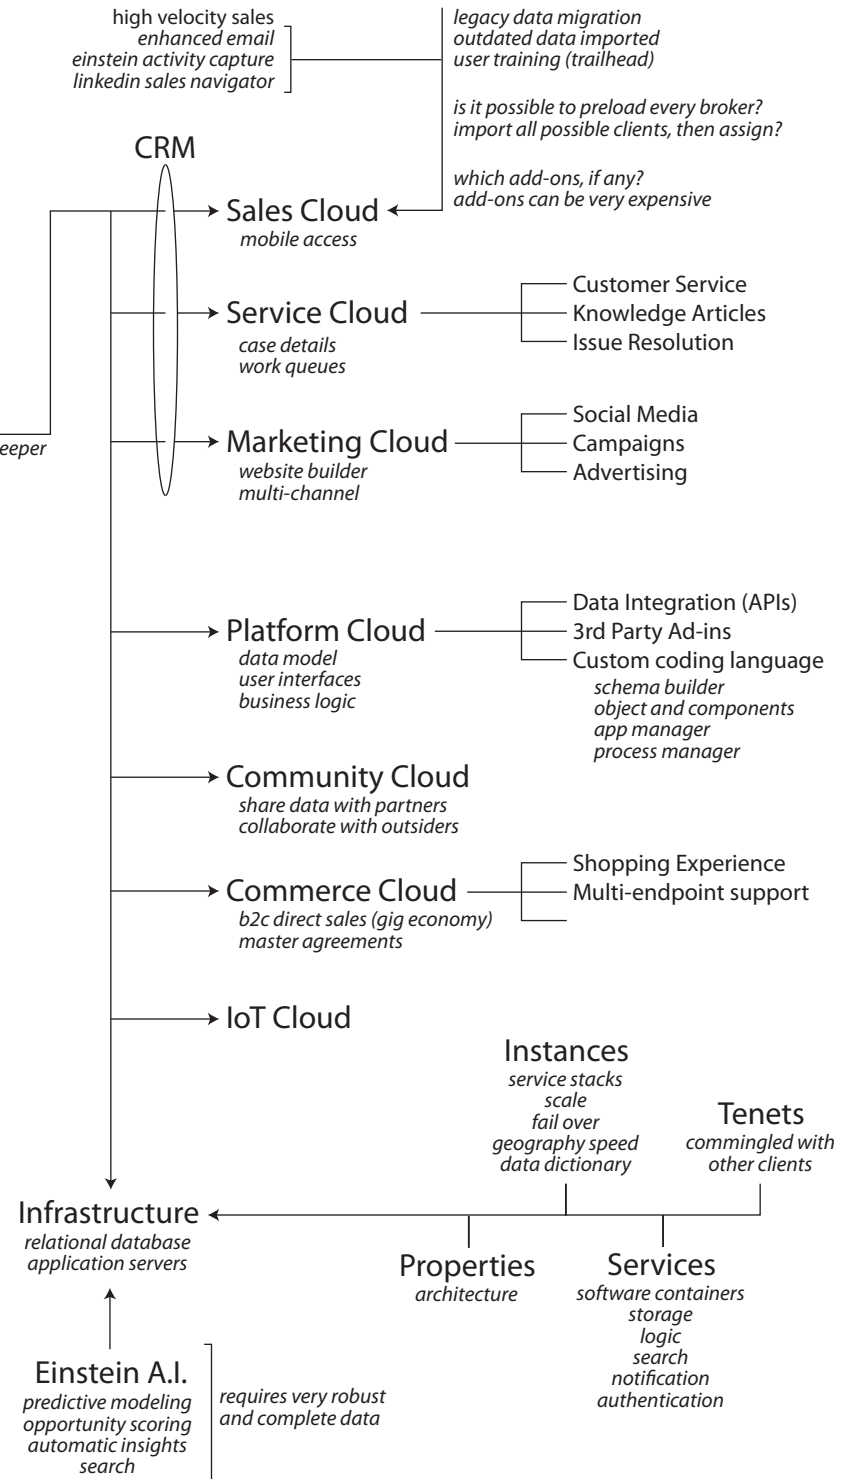 high velocity sales
enhanced email
einstein activity capture
linkedin sales navigator
legacy data migration
outdated data imported
user training (trailhead)
is it possible to preload every broker?
import all possible clients, then assign?
which add-ons, if any?
add-ons can be very expensive
CRM
Sales Cloud
mobile access
Service Cloud
case details
work queues
Customer Service
Knowledge Articles
Issue Resolution
eeper
Marketing Cloud
website builder
multi-channel
Social Media
Campaigns
Advertising
Platform Cloud
data model
user interfaces
business logic
Data Integration (APIs)
3rd Party Ad-ins
Custom coding language
schema builder
object and components
app manager
process manager
Community Cloud
share data with partners
collaborate with outsiders
Commerce Cloud
b2c direct sales (gig economy)
master agreements
Shopping Experience
Multi-endpoint support
IoT Cloud
Instances
service stacks
scale
fail over
geography speed
data dictionary
Tenets
commingled with
other clients
Infrastructure
relational database
application servers
Properties
architecture
Services
software containers
storage
logic
search
notification
authentication
Einstein A.I.
predictive modeling
opportunity scoring
automatic insights
search
requires very robust
and complete data